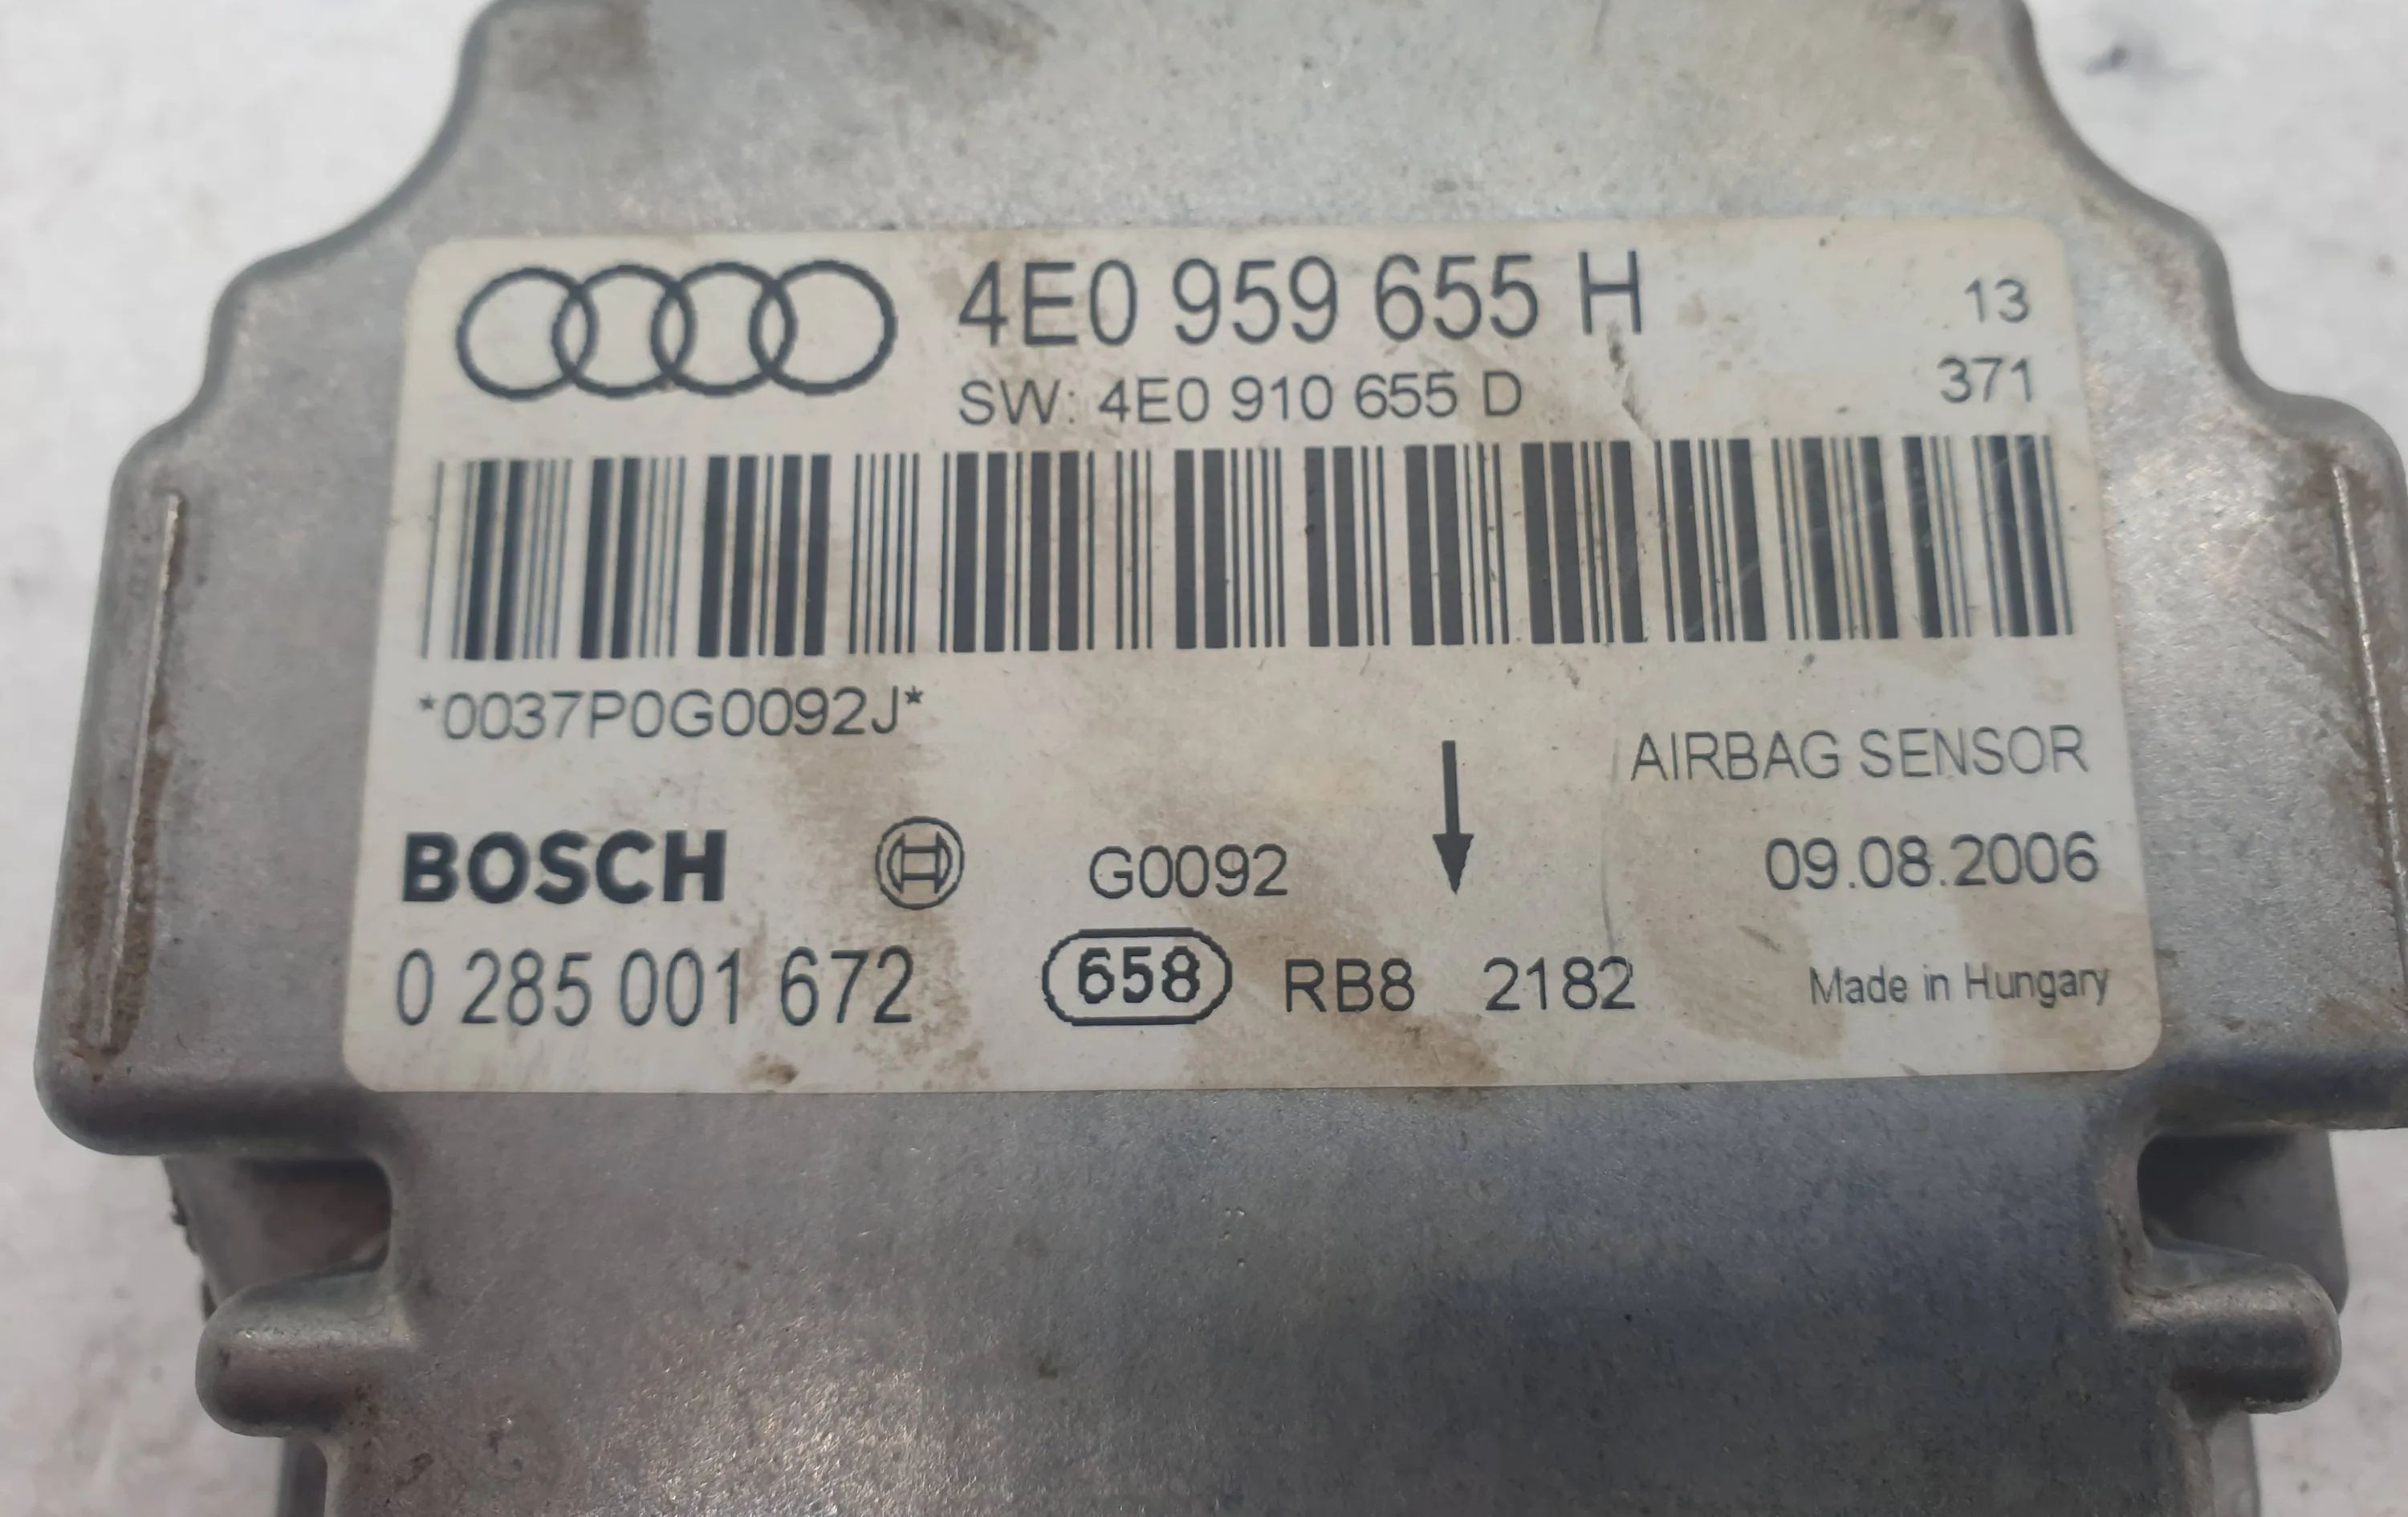 4E0 959 655 H 13
SW: 4E0 910 655 D 371
*0037P0G0092J*
AIRBAG SENSOR
BOSCH G0092 09.08.2006
0 285 001 672 658 RB8 2182 Made in Hungary